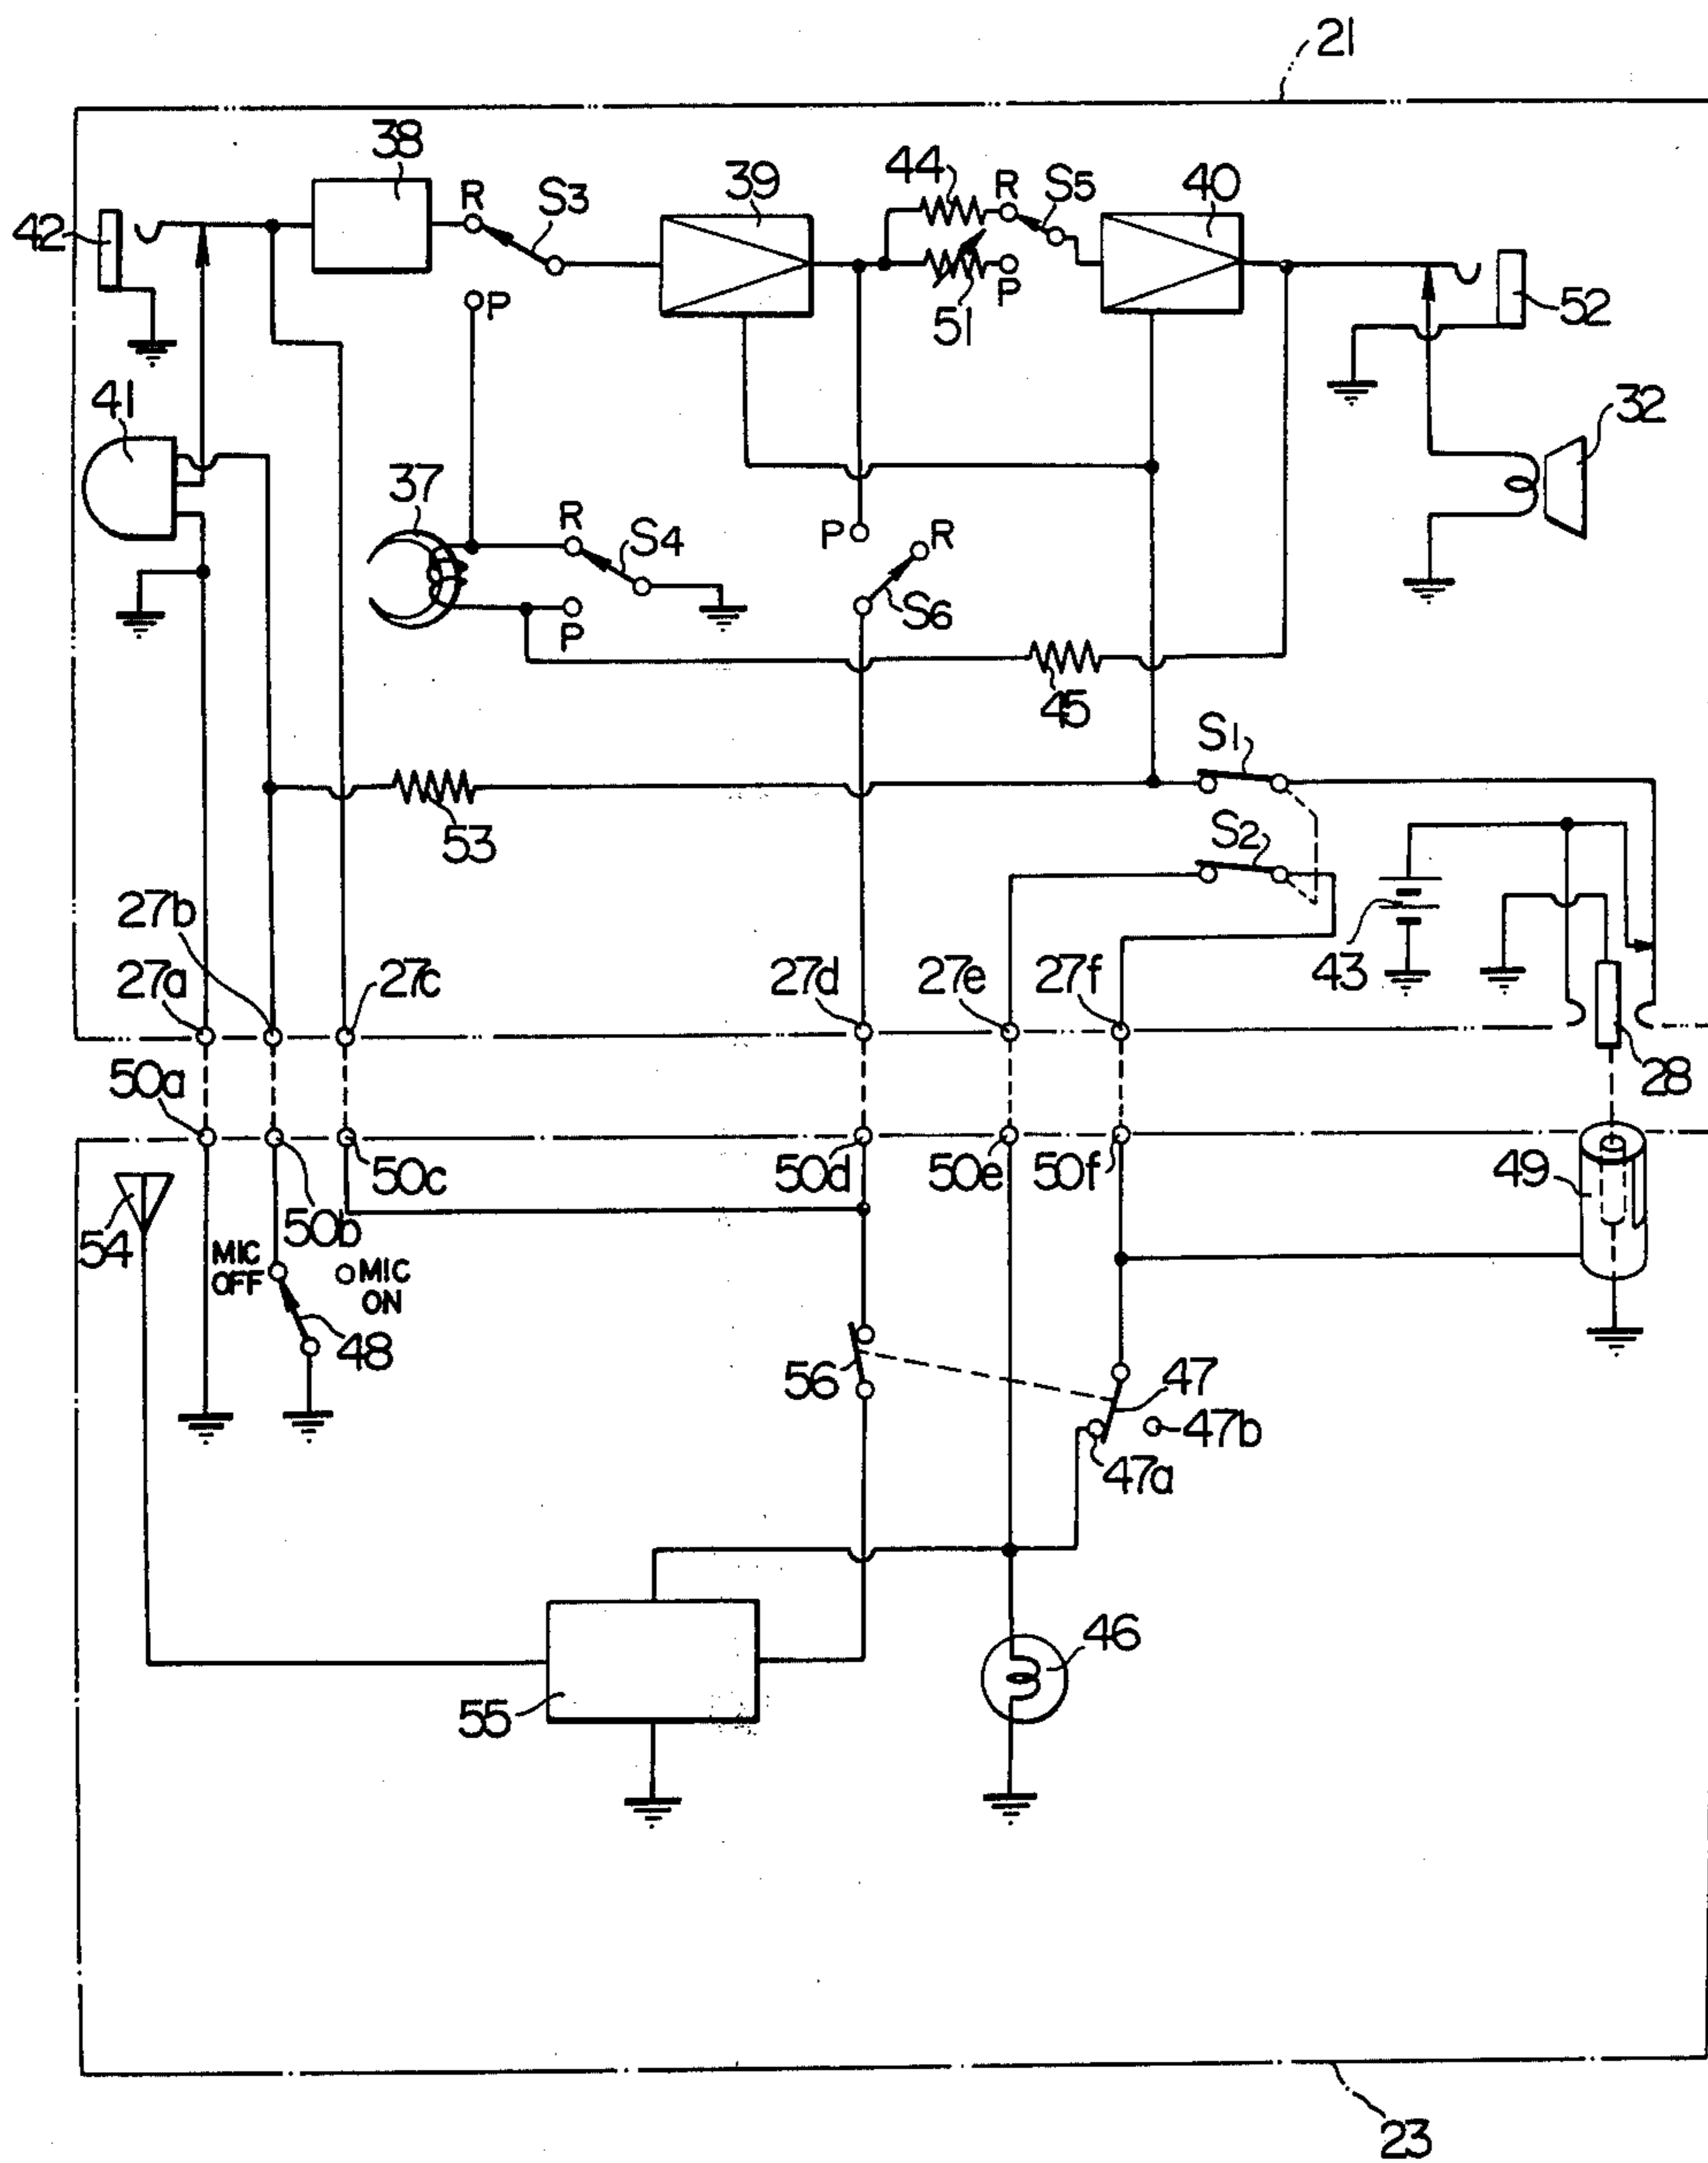 21
38
42
R
S3
39
44
R
S5
40
P
51
P
52
41
32
37
R
S4
P
R
P
S6
45
S1
53
S2
43
27b
27a
27c
27d
27e
27f
28
50a
50c
50d
50e
50f
49
54
50b
MIC
OFF
MIC
ON
48
56
47
47b
47a
46
55
23